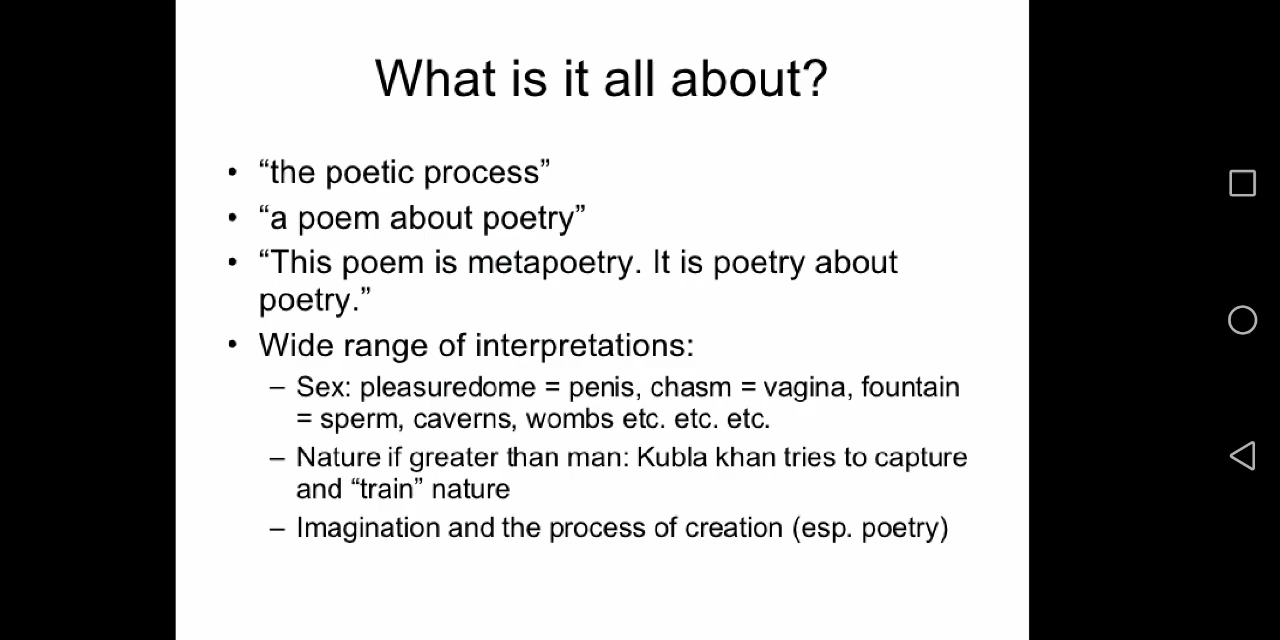 What is it all about?
• “the poetic process”
• “a poem about poetry”
• “This poem is metapoetry. It is poetry about
poetry.”
• Wide range of interpretations:
– Sex: pleasuredome = penis, chasm = vagina, fountain
= sperm, caverns, wombs etc. etc. etc.
– Nature if greater than man: Kubla khan tries to capture
and “train” nature
– Imagination and the process of creation (esp. poetry)